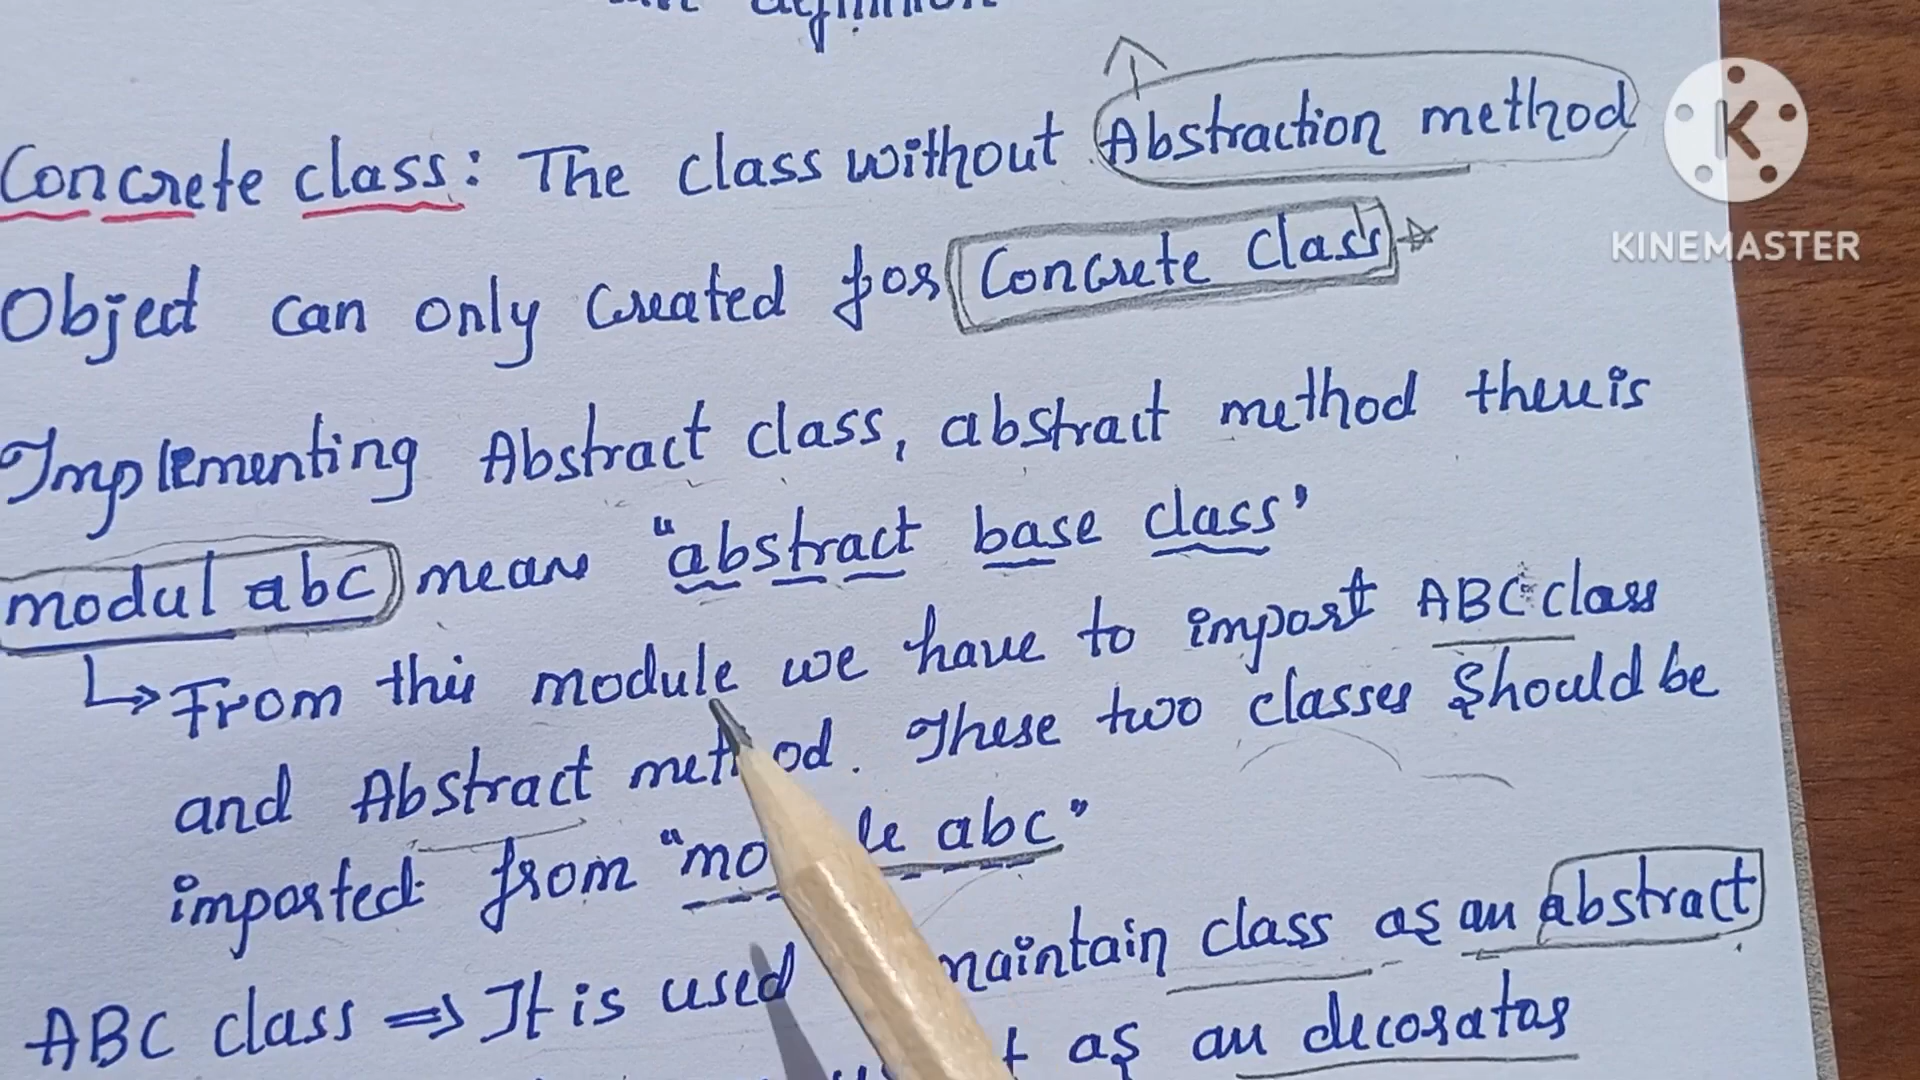 Concrete class: The class without Abstraction method
Object can only created for Concrete Class
Implementing Abstract class, abstract method there is
modul abc means "abstract base class"
From this module we have to import ABC class
and Abstract method. These two classes should be
imported from "module abc"
ABC class ⇒ It is used maintain class as an abstract
as an decorator
KINEMASTER